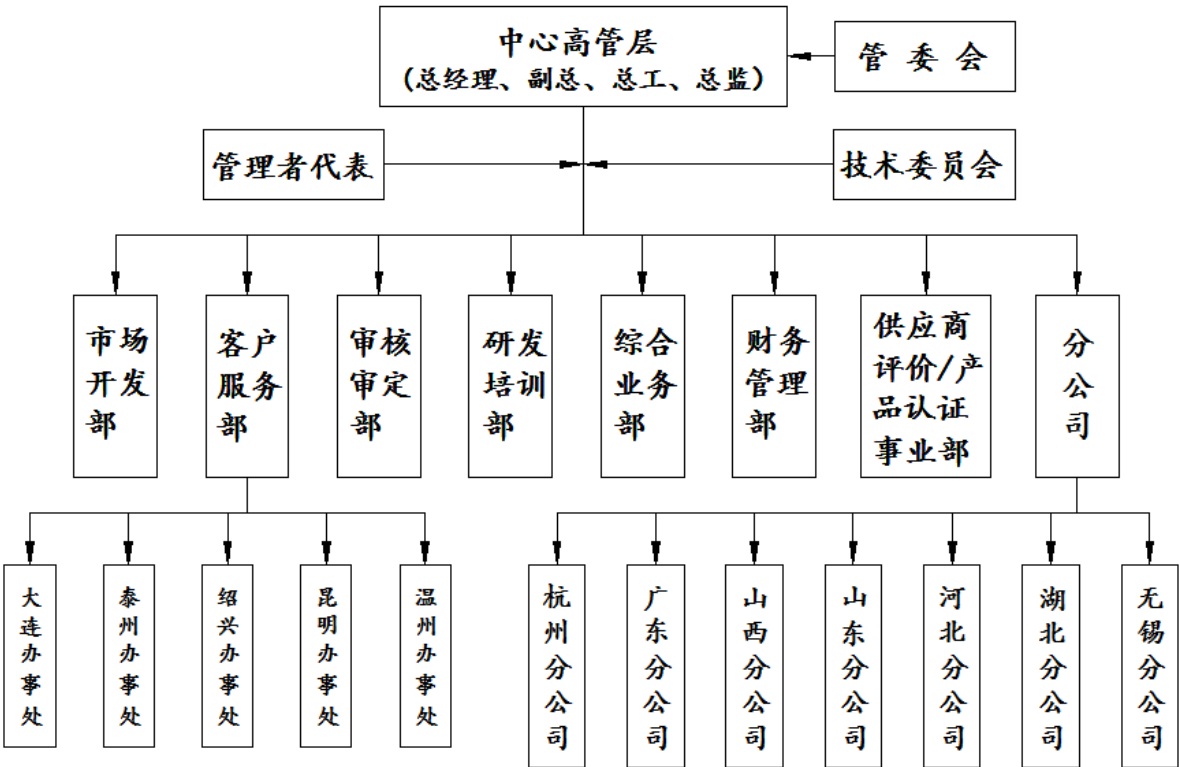 中心高管层
(总经理、副总、总工、总监)
管 委 会
管理者代表
技术委员会
市场
开发
部
客户
服务
部
审核
审定
部
研发
培训
部
综合
业务
部
财务
管理
部
供应商
评价/产
品认证
事业部
分
公
司
大连办事处
泰州办事处
绍兴办事处
昆明办事处
温州办事处
杭州分公司
广东分公司
山西分公司
山东分公司
河北分公司
湖北分公司
无锡分公司